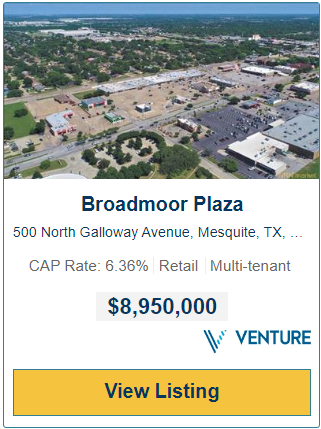 Broadmoor Plaza
500 North Galloway Avenue, Mesquite, TX, ...
CAP Rate: 6.36% Retail Multi-tenant
$8,950,000
VENTURE
View Listing